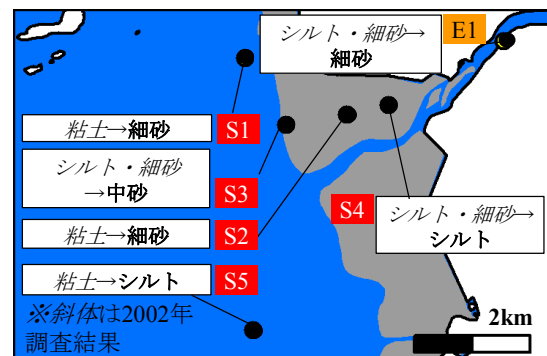 シルト・細砂→
細砂
E1
粘土→細砂
S1
シルト・細砂
→中砂
S3
粘土→細砂
S2
S4
シルト・細砂→
シルト
粘土→シルト
S5
※斜体は2002年
調査結果
2km